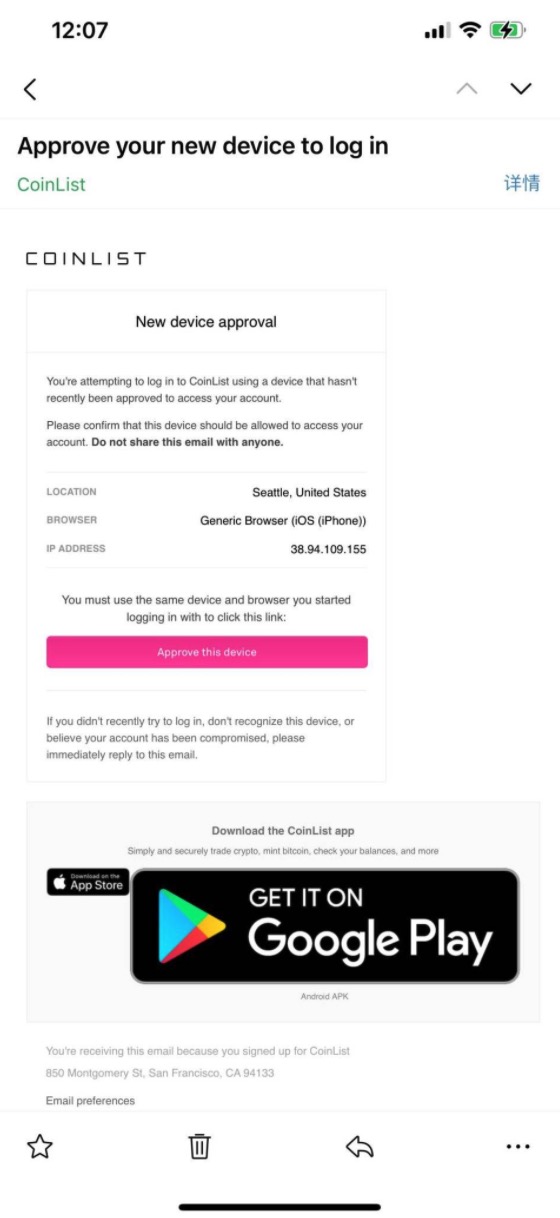 12:07
Approve your new device to log in
CoinList
详情
COINLIST
New device approval
You're attempting to log in to CoinList using a device that hasn't
recently been approved to access your account.
Please confirm that this device should be allowed to access your
account. Do not share this email with anyone.
LOCATION Seattle, United States
BROWSER Generic Browser (iOS (iPhone))
IP ADDRESS 38.94.109.155
You must use the same device and browser you started
logging in with to click this link:
Approve this device
If you didn't recently try to log in, don't recognize this device, or
believe your account has been compromised, please
immediately reply to this email.
Download the CoinList app
Simply and securely trade crypto, mint bitcoin, check your balances, and more
Download on the
App Store
GET IT ON
Google Play
Android APK
You're receiving this email because you signed up for CoinList
850 Montgomery St, San Francisco, CA 94133
Email preferences